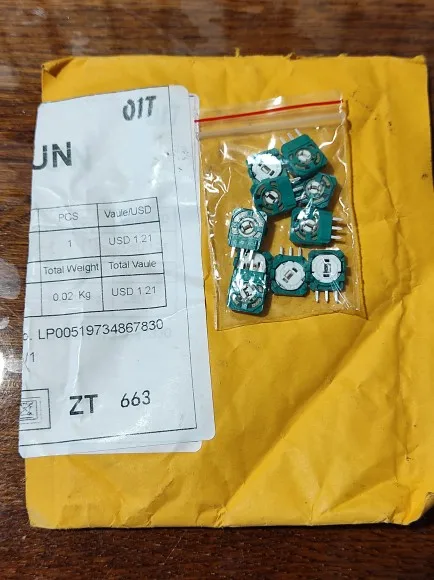 01T
UN
PCS Vaule/USD
1 USD 1.21
Total Weight Total Vaule
0.02 Kg USD 1.21
. LP00519734867830
/1
ZT 663